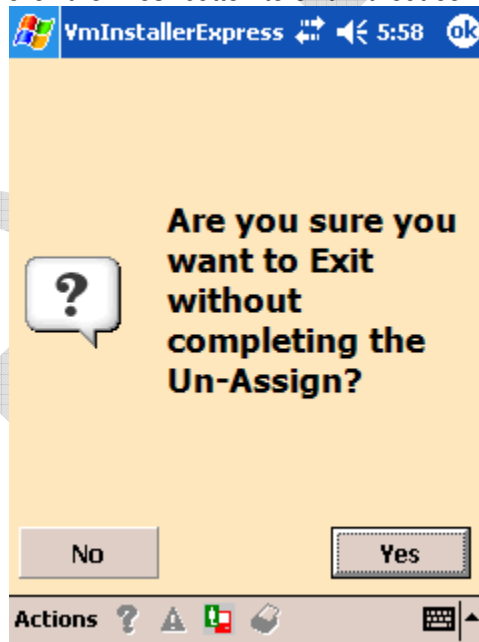 VmInstallerExpress 5:58 ok
Are you sure you
want to Exit
without
completing the
Un-Assign?
?
No Yes
Actions